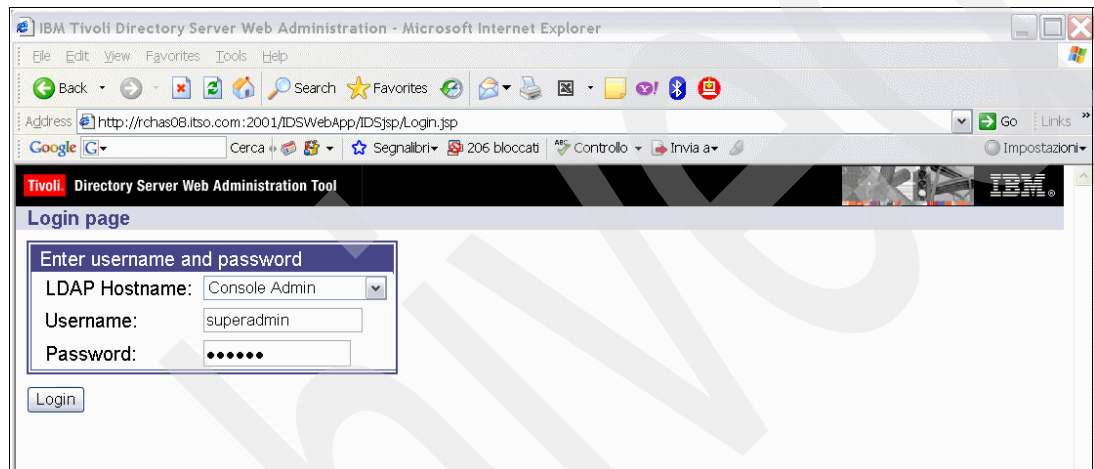 IBM Tivoli Directory Server Web Administration - Microsoft Internet Explorer
File Edit View Favorites Tools Help
Back Search Favorites
Address http://rchas08.itso.com:2001/IDSWebApp/IDSjsp/Login.jsp Go Links »
Google G Cerca Segnalibri 206 bloccati ABC Controllo Invia a Impostazioni
Tivoli. Directory Server Web Administration Tool IBM®
Login page
Enter username and password
LDAP Hostname: Console Admin
Username: superadmin
Password: ●●●●●●
Login